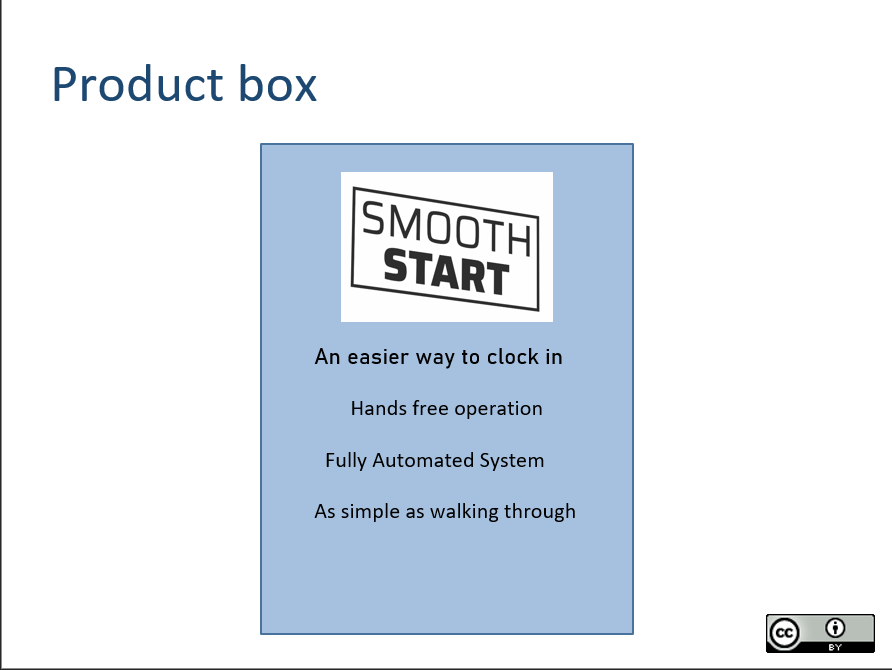 Product box
SMOOTH
START
An easier way to clock in
Hands free operation
Fully Automated System
As simple as walking through
cc
BY